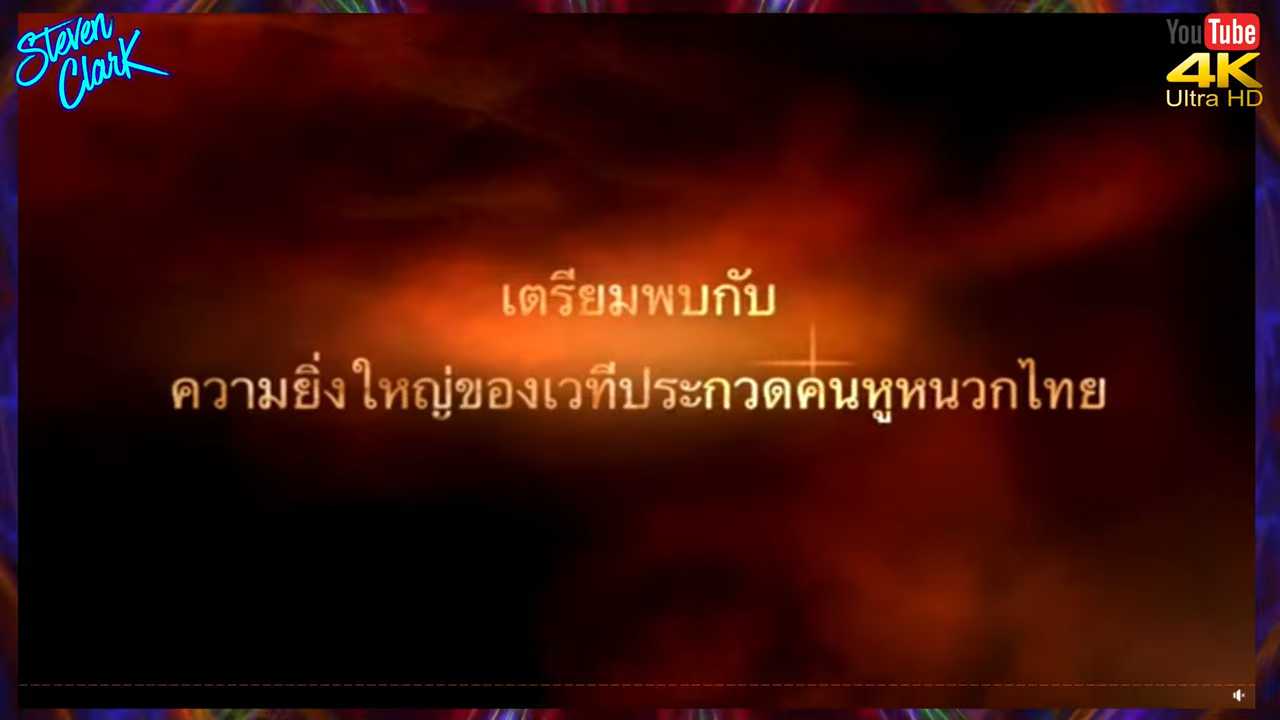 Steven
Clark
YouTube
4K
Ultra HD
เตรียมพบกับ
ความยิ่งใหญ่ของเวทีประกวดคนหูหนวกไทย